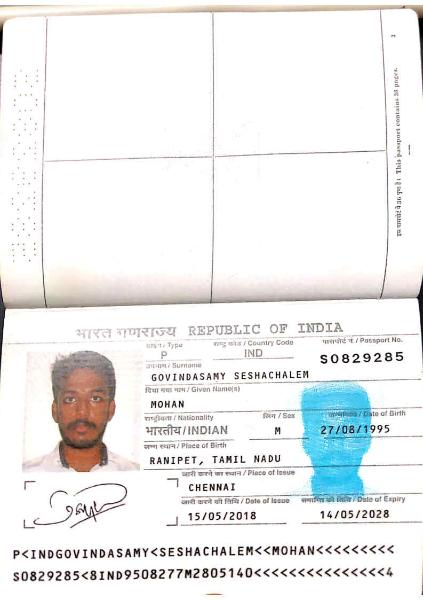 2
इस पासपोर्ट में 36 पृष्ठ हैं। This passport contains 36 pages.
भारत गणराज्य REPUBLIC OF INDIA
टाईप / Type
राष्ट्र कोड / Country Code
पासपोर्ट नं. / Passport No.
P
IND
S0829285
उपनाम / Surname
GOVINDASAMY SESHACHALEM
दिया गया नाम / Given Name(s)
MOHAN
राष्ट्रीयता / Nationality
लिंग / Sex
जन्मतिथि / Date of Birth
भारतीय/INDIAN
M
27/08/1995
जन्म स्थान / Place of Birth
RANIPET, TAMIL NADU
जारी करने का स्थान / Place of Issue
CHENNAI
जारी करने की तिथि / Date of Issue
समाप्ति की तिथि / Date of Expiry
15/05/2018
14/05/2028
P<INDGOVINDASAMY<SESHACHALEM<<MOHAN<<<<<<<<<
S0829285<8IND9508277M2805140<<<<<<<<<<<<<<<4